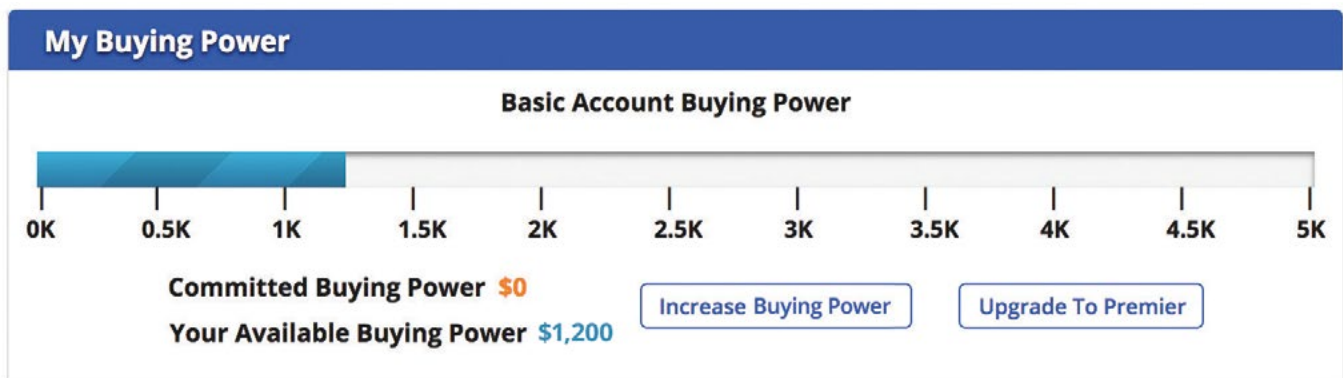 My Buying Power
Basic Account Buying Power
0K 0.5K 1K 1.5K 2K 2.5K 3K 3.5K 4K 4.5K 5K
Committed Buying Power $0
Your Available Buying Power $1,200
Increase Buying Power
Upgrade To Premier